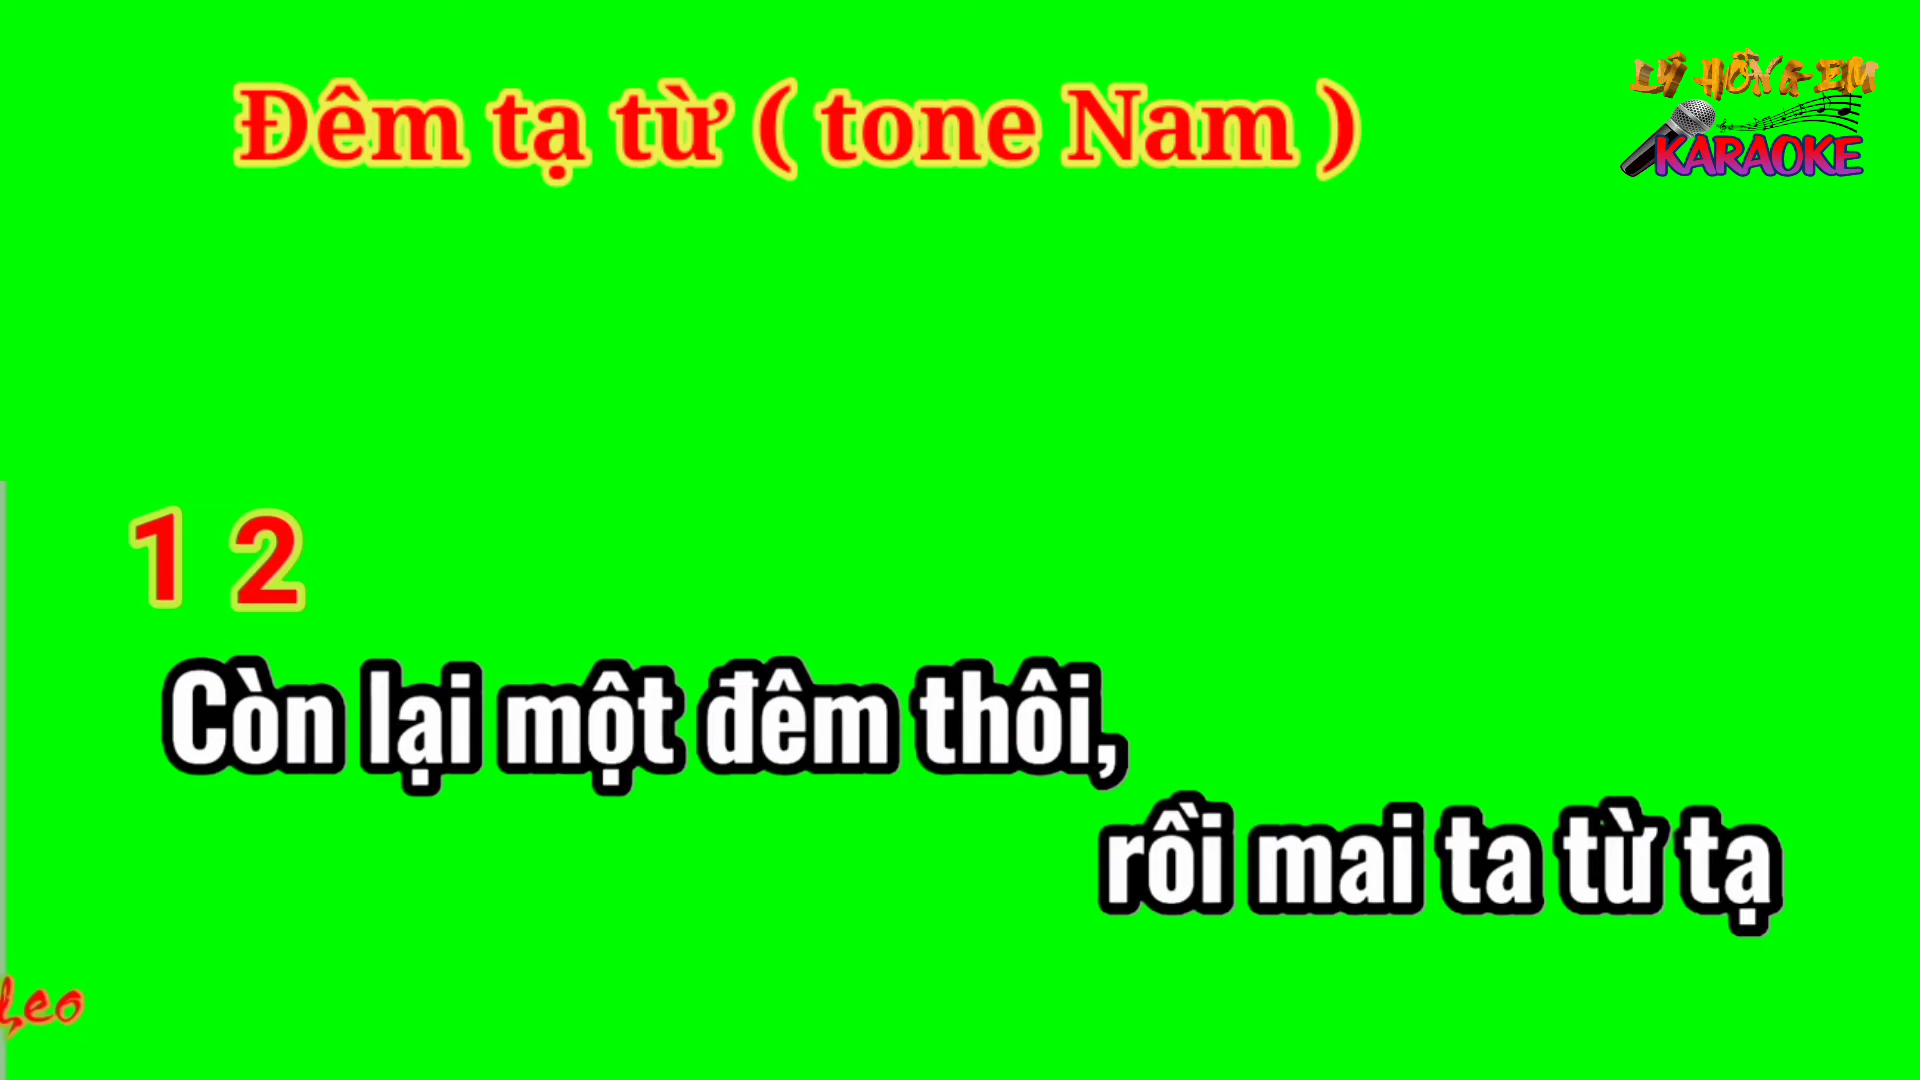 Đêm tạ từ ( tone Nam )
LÝ HỒNG EM
KARAOKE
1 2
Còn lại một đêm thôi,
rồi mai ta từ tạ